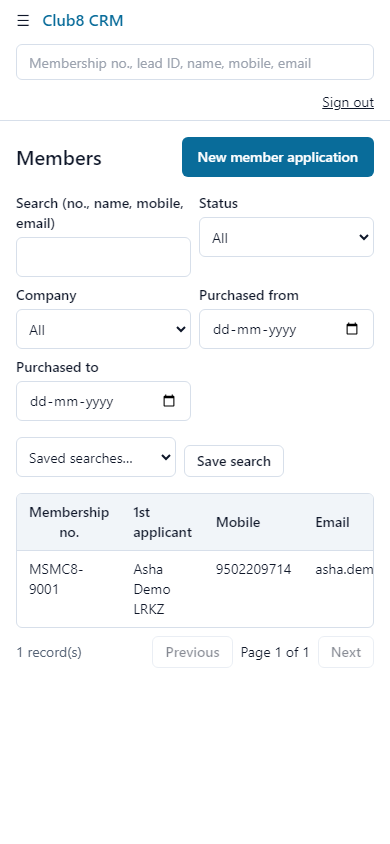 ☰ Club8 CRM
Membership no., lead ID, name, mobile, email
Sign out
Members
New member application
Search (no., name, mobile,
email)
Status
All
Company
All
Purchased from
dd-mm-yyyy
Purchased to
dd-mm-yyyy
Saved searches...
Save search
Membership
no.
1st
applicant
Mobile
Email
MSMC8-
9001
Asha
Demo
LRKZ
9502209714
asha.dem
1 record(s)
Previous
Page 1 of 1
Next